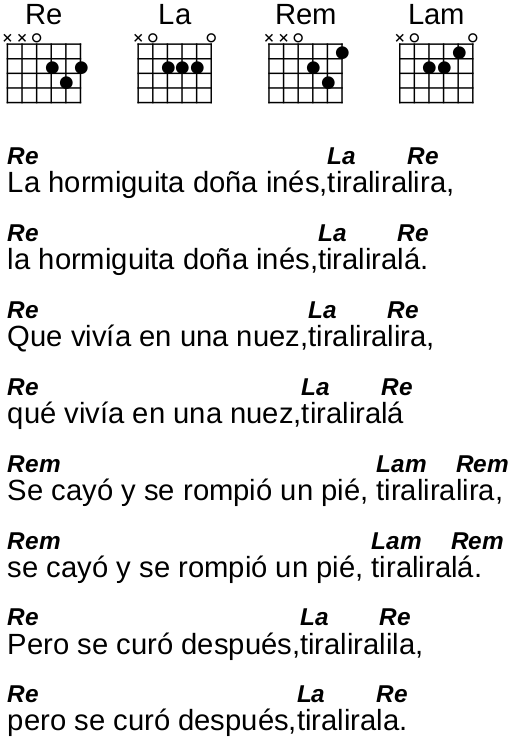 Re La Rem Lam
Re La Re
La hormiguita doña inés,tiraliralira,
Re La Re
la hormiguita doña inés,tiraliralá.
Re La Re
Que vivía en una nuez,tiraliralira,
Re La Re
qué vivía en una nuez,tiraliralá
Rem Lam Rem
Se cayó y se rompió un pié, tiraliralira,
Rem Lam Rem
se cayó y se rompió un pié, tiraliralá.
Re La Re
Pero se curó después,tiraliralila,
Re La Re
pero se curó después,tiralirala.